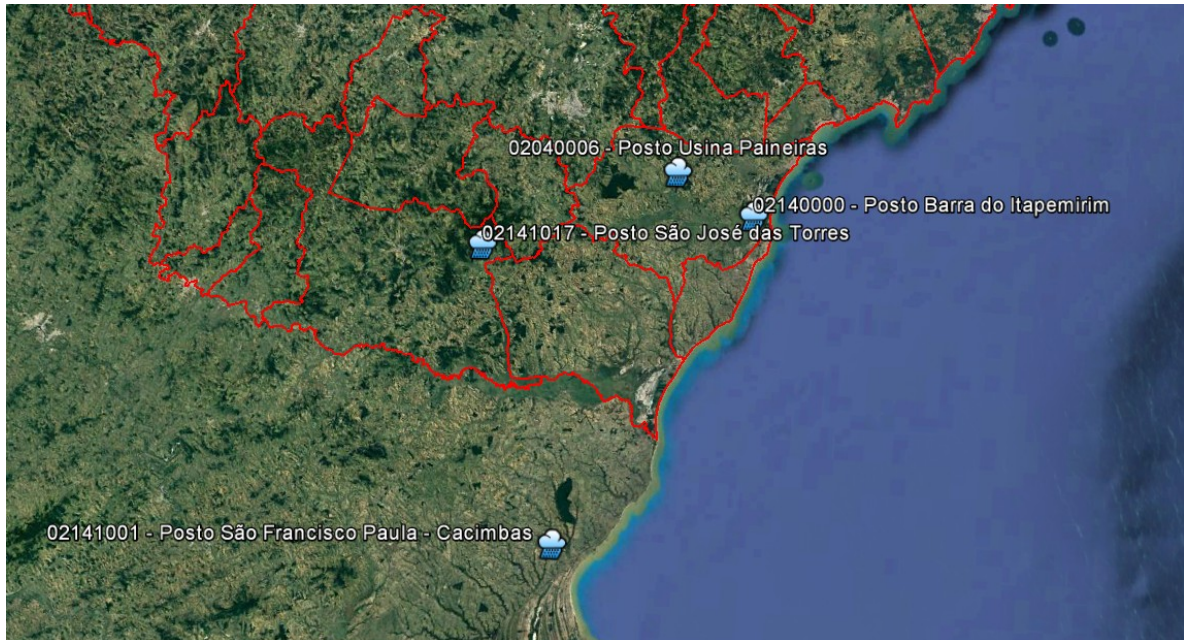 02040006 - Posto Usina Paineiras
02140000 - Posto Barra do Itapemirim
02141017 - Posto São José das Torres
02141001 - Posto São Francisco Paula - Cacimbas